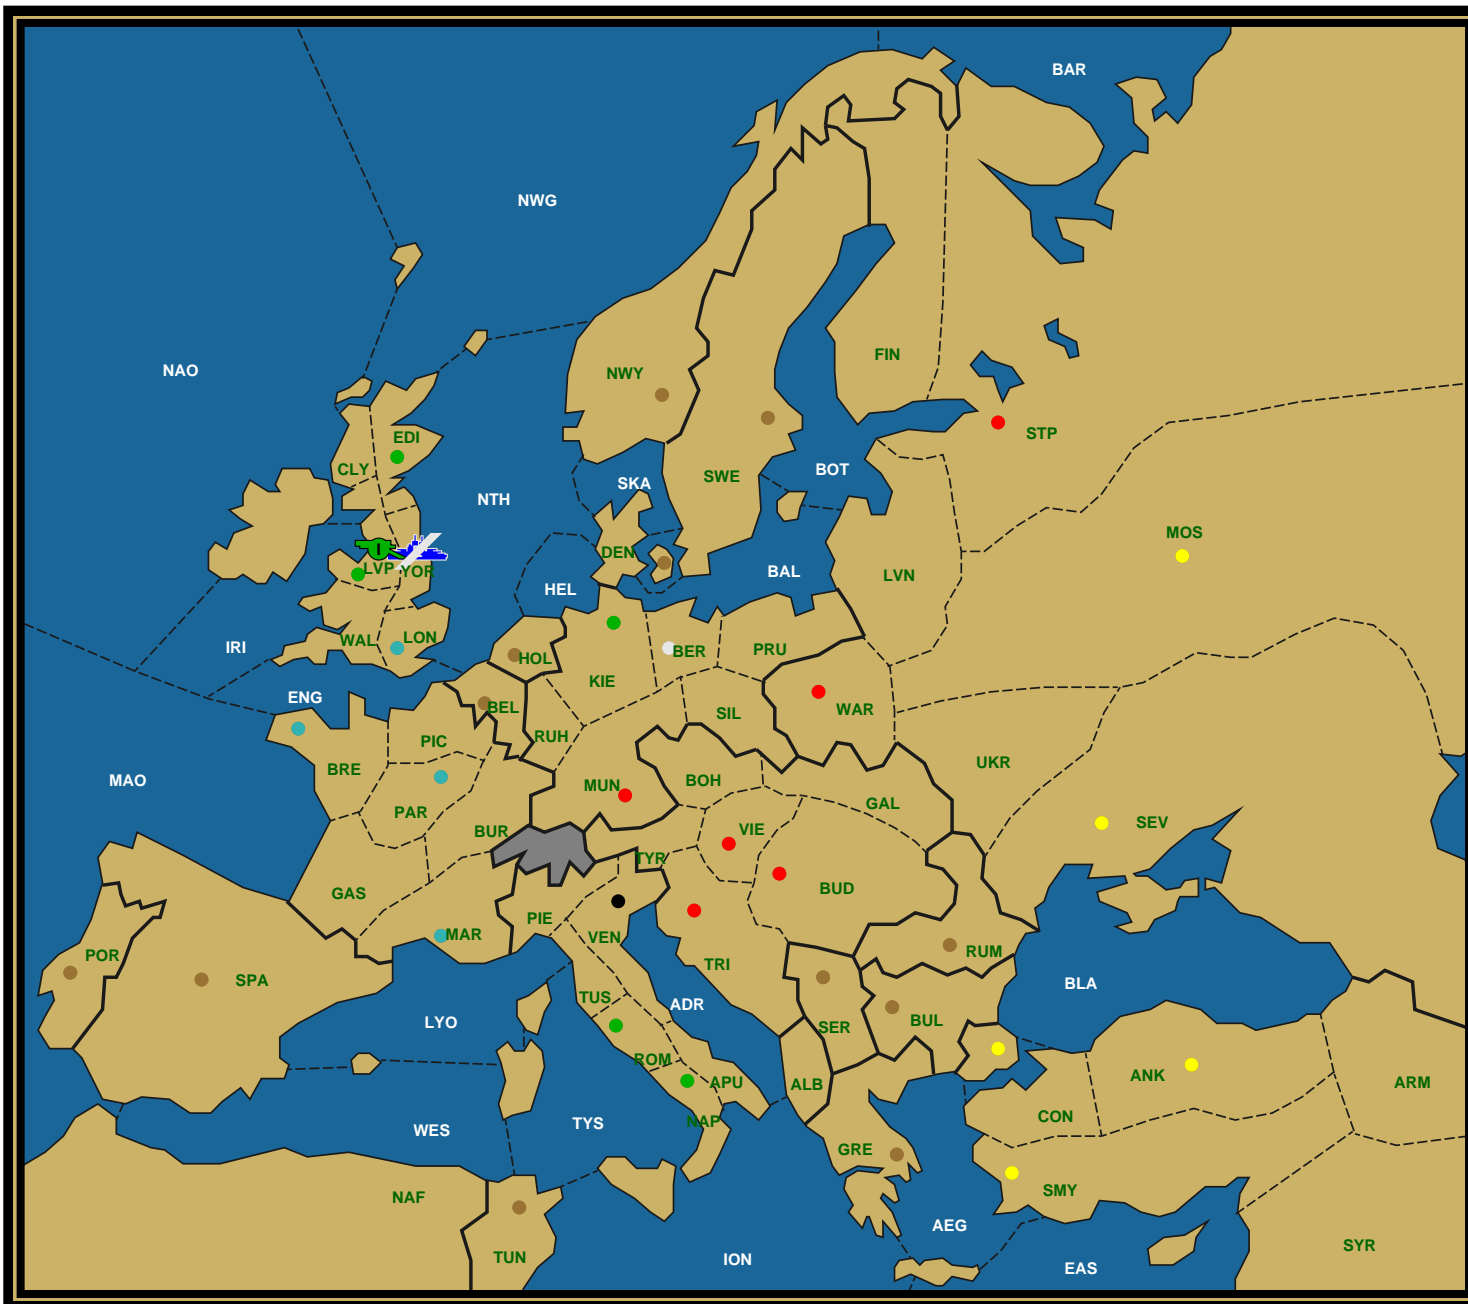 BAR
NWG
NAO
FIN
NWY
EDI
STP
CLY
SKA
BOT
SWE
NTH
MOS
DEN
LVP
YOR
BAL
LVN
HEL
WAL
LON
IRI
HOL
BER
PRU
KIE
ENG
BEL
SIL
WAR
RUH
PIC
UKR
BRE
MAO
MUN
BOH
GAL
PAR
SEV
BUR
VIE
TYR
BUD
GAS
PIE
MAR
VEN
POR
RUM
TRI
SPA
BLA
TUS
ADR
LYO
BUL
SER
ROM
ANK
APU
ALB
ARM
CON
NAP
TYS
WES
GRE
SMY
NAF
AEG
SYR
TUN
ION
EAS